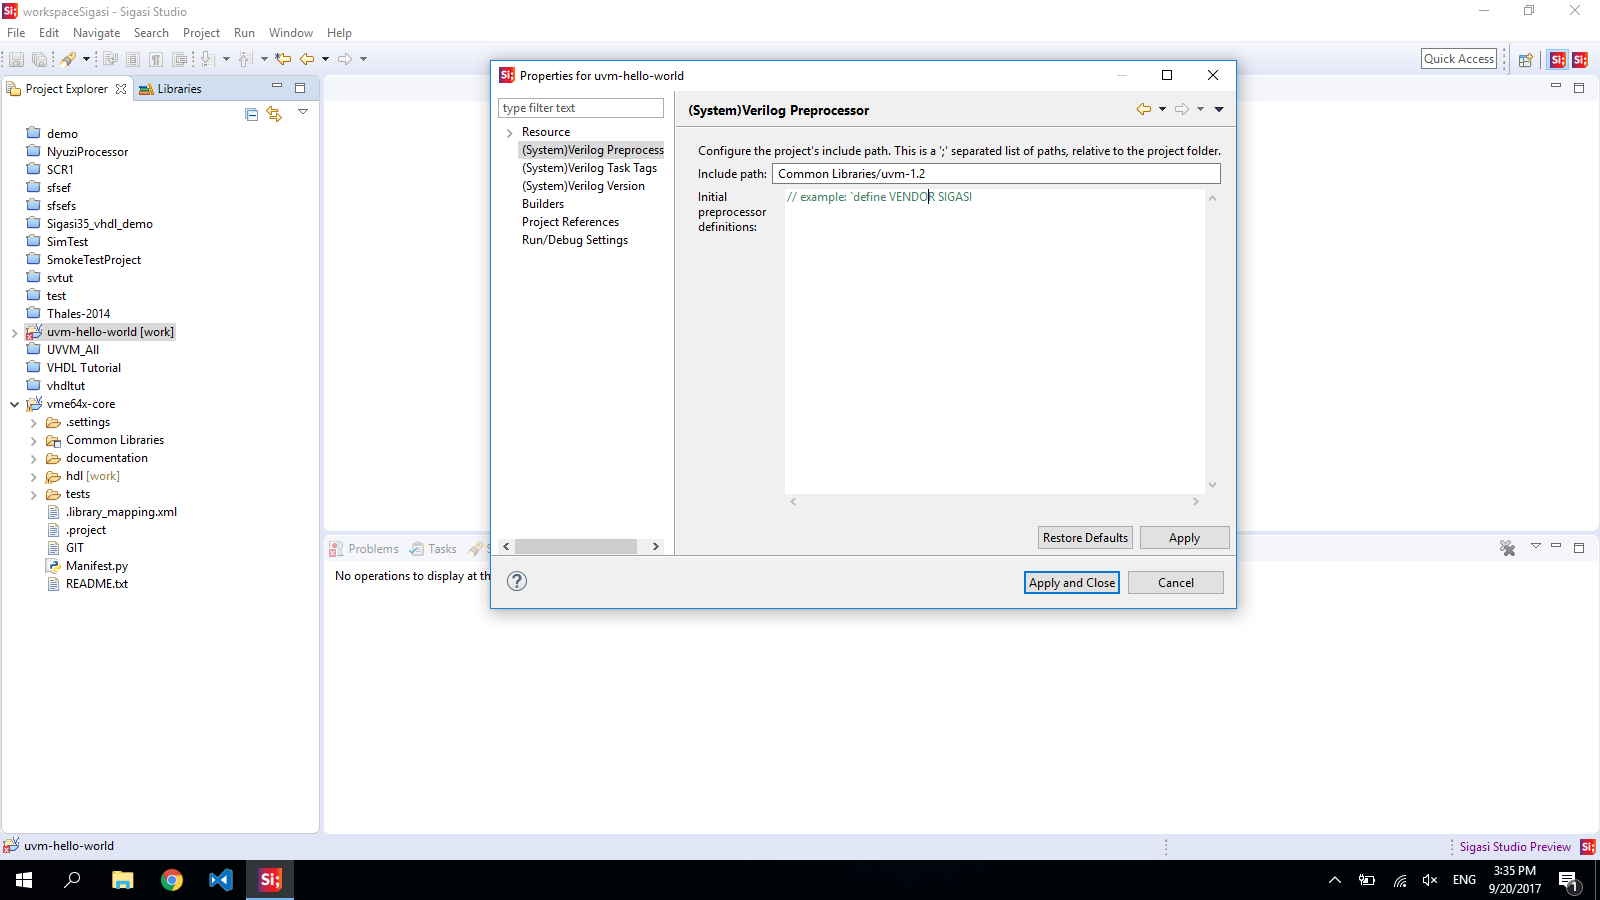 workspaceSigasi - Sigasi Studio
File Edit Navigate Search Project Run Window Help
Quick Access
Project Explorer
Libraries
demo
NyuziProcessor
SCR1
sfsef
sfsefs
Sigasi35_vhdl_demo
SimTest
SmokeTestProject
svtut
test
Thales-2014
uvm-hello-world [work]
UVVM_All
VHDL Tutorial
vhdltut
vme64x-core
.settings
Common Libraries
documentation
hdl [work]
tests
.library_mapping.xml
.project
GIT
Manifest.py
README.txt
Properties for uvm-hello-world
type filter text
Resource
(System)Verilog Preprocess
(System)Verilog Task Tags
(System)Verilog Version
Builders
Project References
Run/Debug Settings
(System)Verilog Preprocessor
Configure the project's include path. This is a ';' separated list of paths, relative to the project folder.
Include path: Common Libraries/uvm-1.2
Initial
preprocessor
definitions:
// example: `define VENDOR SIGASI
Restore Defaults
Apply
Apply and Close
Cancel
Problems
Tasks
No operations to display at th
uvm-hello-world
Sigasi Studio Preview
Si;
ENG
3:35 PM
9/20/2017
1